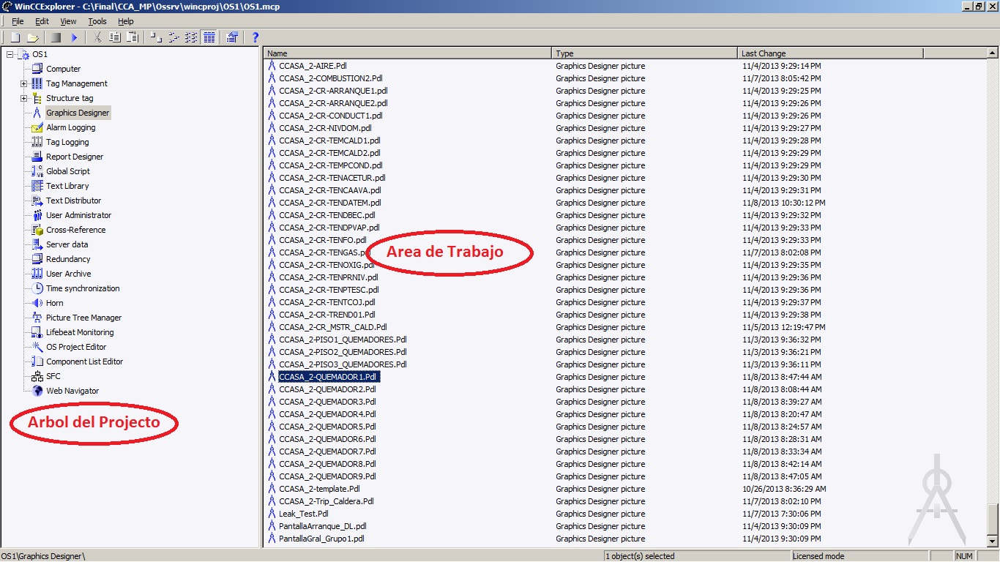 WinCCExplorer - C:\Final\CCA_MP\Ossrv\wincproj\OS1\OS1.mcp
File Edit View Tools Help
OS1
Computer
Tag Management
Structure tag
Graphics Designer
Alarm Logging
Tag Logging
Report Designer
Global Script
Text Library
Text Distributor
User Administrator
Cross-Reference
Server data
Redundancy
User Archive
Time synchronization
Horn
Picture Tree Manager
Lifebeat Monitoring
OS Project Editor
Component List Editor
SFC
Web Navigator
Arbol del Projecto
Name Type Last Change
CCASA_2-AIRE.Pdl Graphics Designer picture 11/4/2013 9:29:14 PM
CCASA_2-COMBUSTION2.Pdl Graphics Designer picture 11/7/2013 8:05:42 PM
CCASA_2-CR-ARRANQUE1.pdl Graphics Designer picture 11/4/2013 9:29:25 PM
CCASA_2-CR-ARRANQUE2.pdl Graphics Designer picture 11/4/2013 9:29:26 PM
CCASA_2-CR-CONDUCT1.pdl Graphics Designer picture 11/4/2013 9:29:26 PM
CCASA_2-CR-NIVDOM.pdl Graphics Designer picture 11/4/2013 9:29:27 PM
CCASA_2-CR-TEMCALD1.pdl Graphics Designer picture 11/4/2013 9:29:28 PM
CCASA_2-CR-TEMCALD2.pdl Graphics Designer picture 11/4/2013 9:29:29 PM
CCASA_2-CR-TEMPCOND.pdl Graphics Designer picture 11/4/2013 9:29:29 PM
CCASA_2-CR-TENACETUR.pdl Graphics Designer picture 11/4/2013 9:29:30 PM
CCASA_2-CR-TENCAAVA.pdl Graphics Designer picture 11/4/2013 9:29:31 PM
CCASA_2-CR-TENDATEM.pdl Graphics Designer picture 11/8/2013 10:30:12 PM
CCASA_2-CR-TENDBEC.pdl Graphics Designer picture 11/4/2013 9:29:32 PM
CCASA_2-CR-TENDPVAP.pdl Graphics Designer picture 11/4/2013 9:29:33 PM
CCASA_2-CR-TENFO.pdl Graphics Designer picture 11/4/2013 9:29:33 PM
CCASA_2-CR-TENGAS.pdl Graphics Designer picture 11/7/2013 8:02:08 PM
Area de Trabajo
CCASA_2-CR-TENOXIG.pdl Graphics Designer picture 11/4/2013 9:29:35 PM
CCASA_2-CR-TENPRNIV.pdl Graphics Designer picture 11/4/2013 9:29:36 PM
CCASA_2-CR-TENPTESC.pdl Graphics Designer picture 11/4/2013 9:29:36 PM
CCASA_2-CR-TENTCOJ.pdl Graphics Designer picture 11/4/2013 9:29:37 PM
CCASA_2-CR-TREND01.Pdl Graphics Designer picture 11/4/2013 9:29:38 PM
CCASA_2-CR_MSTR_CALD.Pdl Graphics Designer picture 11/5/2013 12:19:47 PM
CCASA_2-PISO1_QUEMADORES.Pdl Graphics Designer picture 11/3/2013 9:36:32 PM
CCASA_2-PISO2_QUEMADORES.Pdl Graphics Designer picture 11/3/2013 9:36:21 PM
CCASA_2-PISO3_QUEMADORES.Pdl Graphics Designer picture 11/3/2013 9:36:11 PM
CCASA_2-QUEMADOR1.Pdl Graphics Designer picture 11/8/2013 8:47:44 AM
CCASA_2-QUEMADOR2.Pdl Graphics Designer picture 11/8/2013 8:08:44 AM
CCASA_2-QUEMADOR3.Pdl Graphics Designer picture 11/8/2013 8:39:27 AM
CCASA_2-QUEMADOR4.Pdl Graphics Designer picture 11/8/2013 8:20:47 AM
CCASA_2-QUEMADOR5.Pdl Graphics Designer picture 11/8/2013 8:24:57 AM
CCASA_2-QUEMADOR6.Pdl Graphics Designer picture 11/8/2013 8:28:31 AM
CCASA_2-QUEMADOR7.Pdl Graphics Designer picture 11/8/2013 8:33:34 AM
CCASA_2-QUEMADOR8.Pdl Graphics Designer picture 11/8/2013 8:42:14 AM
CCASA_2-QUEMADOR9.Pdl Graphics Designer picture 11/8/2013 8:47:05 AM
CCASA_2-template.Pdl Graphics Designer picture 10/26/2013 8:36:29 AM
CCASA_2-Trip_Caldera.Pdl Graphics Designer picture 11/7/2013 8:02:10 PM
Leak_Test.Pdl Graphics Designer picture 11/7/2013 7:30:06 PM
PantallaArranque_DL.pdl Graphics Designer picture 11/4/2013 9:30:09 PM
PantallaGral_Grupo1.pdl Graphics Designer picture 11/4/2013 9:30:09 PM
OS1\Graphics Designer\ 1 object(s) selected Licensed mode NUM